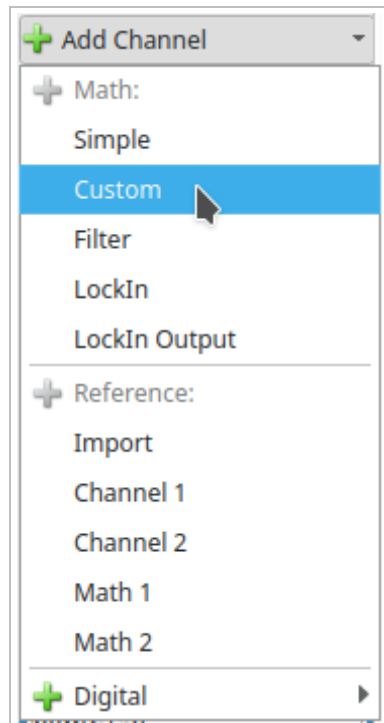 Add Channel
Math:
Simple
Custom
Filter
LockIn
LockIn Output
Reference:
Import
Channel 1
Channel 2
Math 1
Math 2
Digital